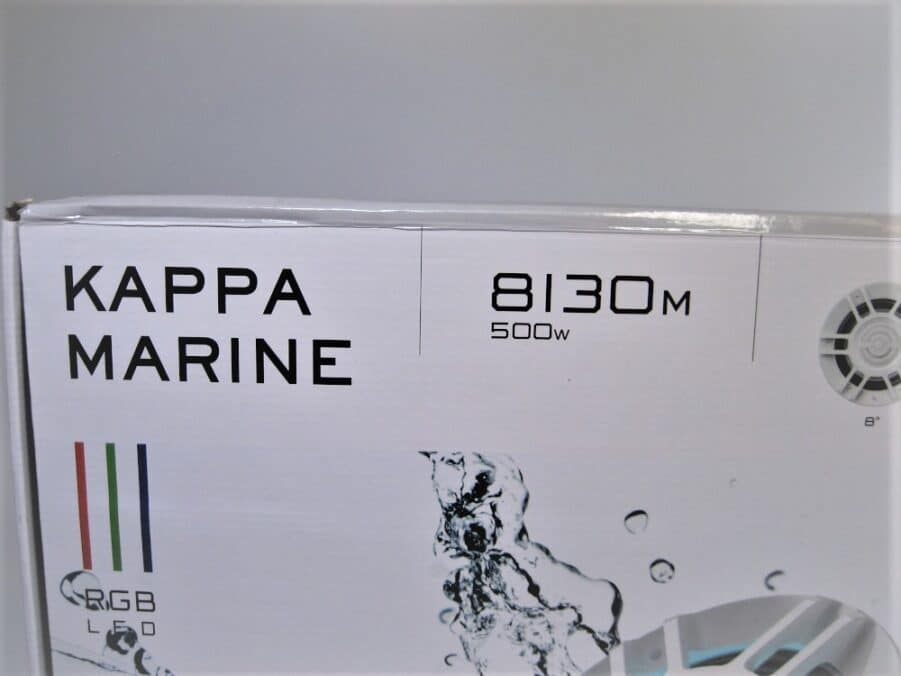 KAPPA
MARINE
8130M
500W
8"
RGB
LED